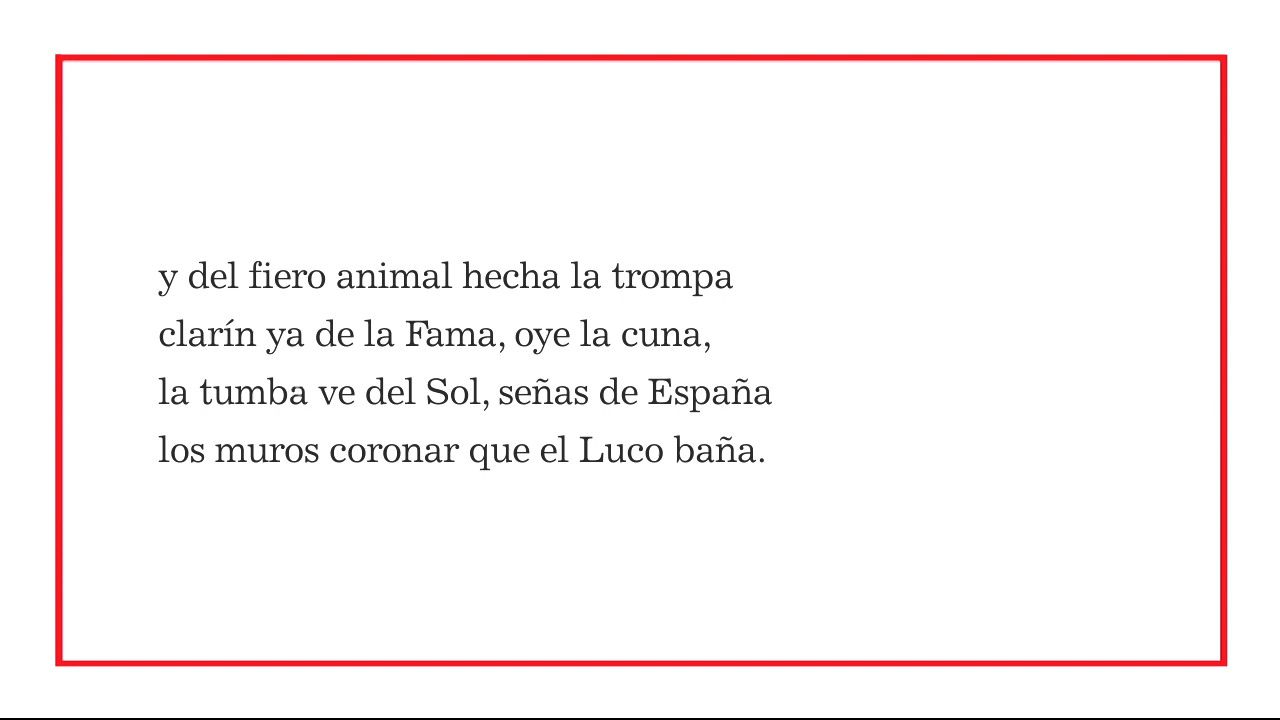 y del fiero animal hecha la trompa
clarín ya de la Fama, oye la cuna,
la tumba ve del Sol, señas de España
los muros coronar que el Luco baña.